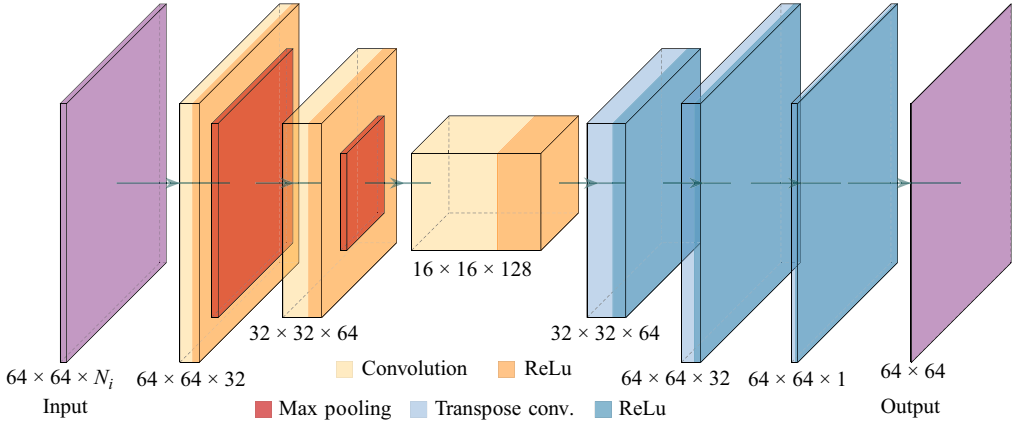 16 × 16 × 128
32 × 32 × 64
32 × 32 × 64
64 × 64 × Nᵢ
64 × 64 × 32
64 × 64 × 32
64 × 64 × 1
64 × 64
Input
Output
Convolution
ReLu
Max pooling
Transpose conv.
ReLu